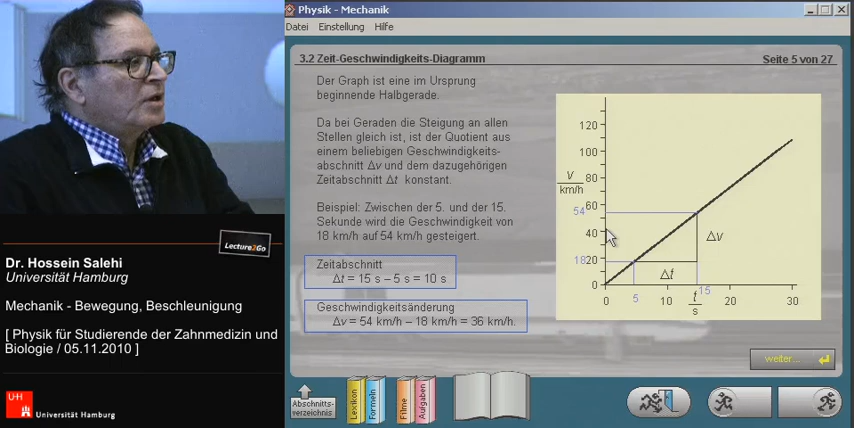 Physik - Mechanik
Datei Einstellung Hilfe
3.2 Zeit-Geschwindigkeits-Diagramm
Seite 5 von 27
Der Graph ist eine im Ursprung
beginnende Halbgerade.
Da bei Geraden die Steigung an allen
Stellen gleich ist, ist der Quotient aus
einem beliebigen Geschwindigkeits-
abschnitt Δv und dem dazugehörigen
Zeitabschnitt Δt konstant.
Beispiel: Zwischen der 5. und der 15.
Sekunde wird die Geschwindigkeit von
18 km/h auf 54 km/h gesteigert.
Zeitabschnitt
Δt = 15 s – 5 s = 10 s
Geschwindigkeitsänderung
Δv = 54 km/h – 18 km/h = 36 km/h.
120
100
v
km/h
80
60
54
40
Δv
18
20
Δt
0
0
5
10
t
s
15
20
30
weiter ...
Abschnitts-
verzeichnis
Lexikon
Formeln
Filme
Aufgaben
Lecture2Go
Dr. Hossein Salehi
Universität Hamburg
Mechanik - Bewegung, Beschleunigung
[ Physik für Studierende der Zahnmedizin und
Biologie / 05.11.2010 ]
UH
Universität Hamburg